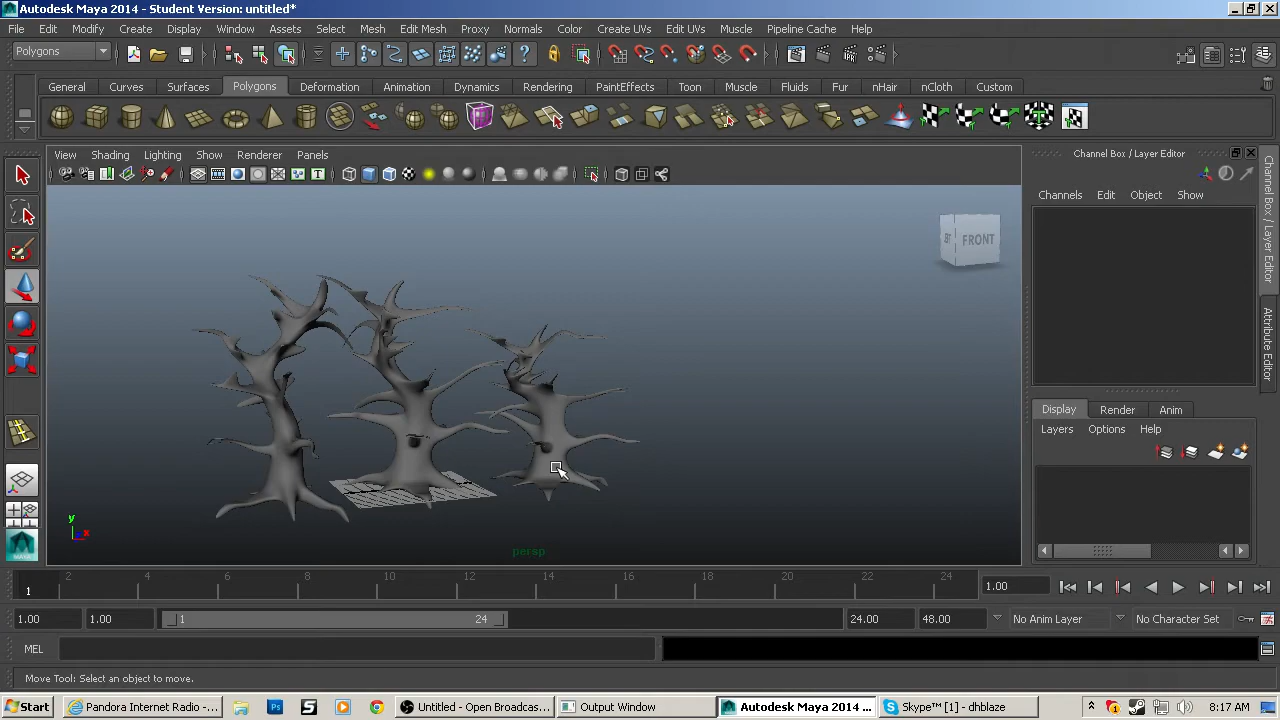 Autodesk Maya 2014 - Student Version: untitled*
File Edit Modify Create Display Window Assets Select Mesh Edit Mesh Proxy Normals Color Create UVs Edit UVs Muscle Pipeline Cache Help
Polygons
General Curves Surfaces Polygons Deformation Animation Dynamics Rendering PaintEffects Toon Muscle Fluids Fur nHair nCloth Custom
View Shading Lighting Show Renderer Panels
Channel Box / Layer Editor
Channels Edit Object Show
FRONT
Channel Box / Layer Editor
Attribute Editor
Display Render Anim
Layers Options Help
y
x
persp
2 4 6 8 10 12 14 16 18 20 22 24
1
1.00
1.00 1.00 1 24 24.00 48.00 No Anim Layer No Character Set
MEL
Move Tool: Select an object to move.
Start Pandora Internet Radio -... Untitled - Open Broadcas... Output Window Autodesk Maya 2014 ... Skype™ [1] - dhblaze 8:17 AM